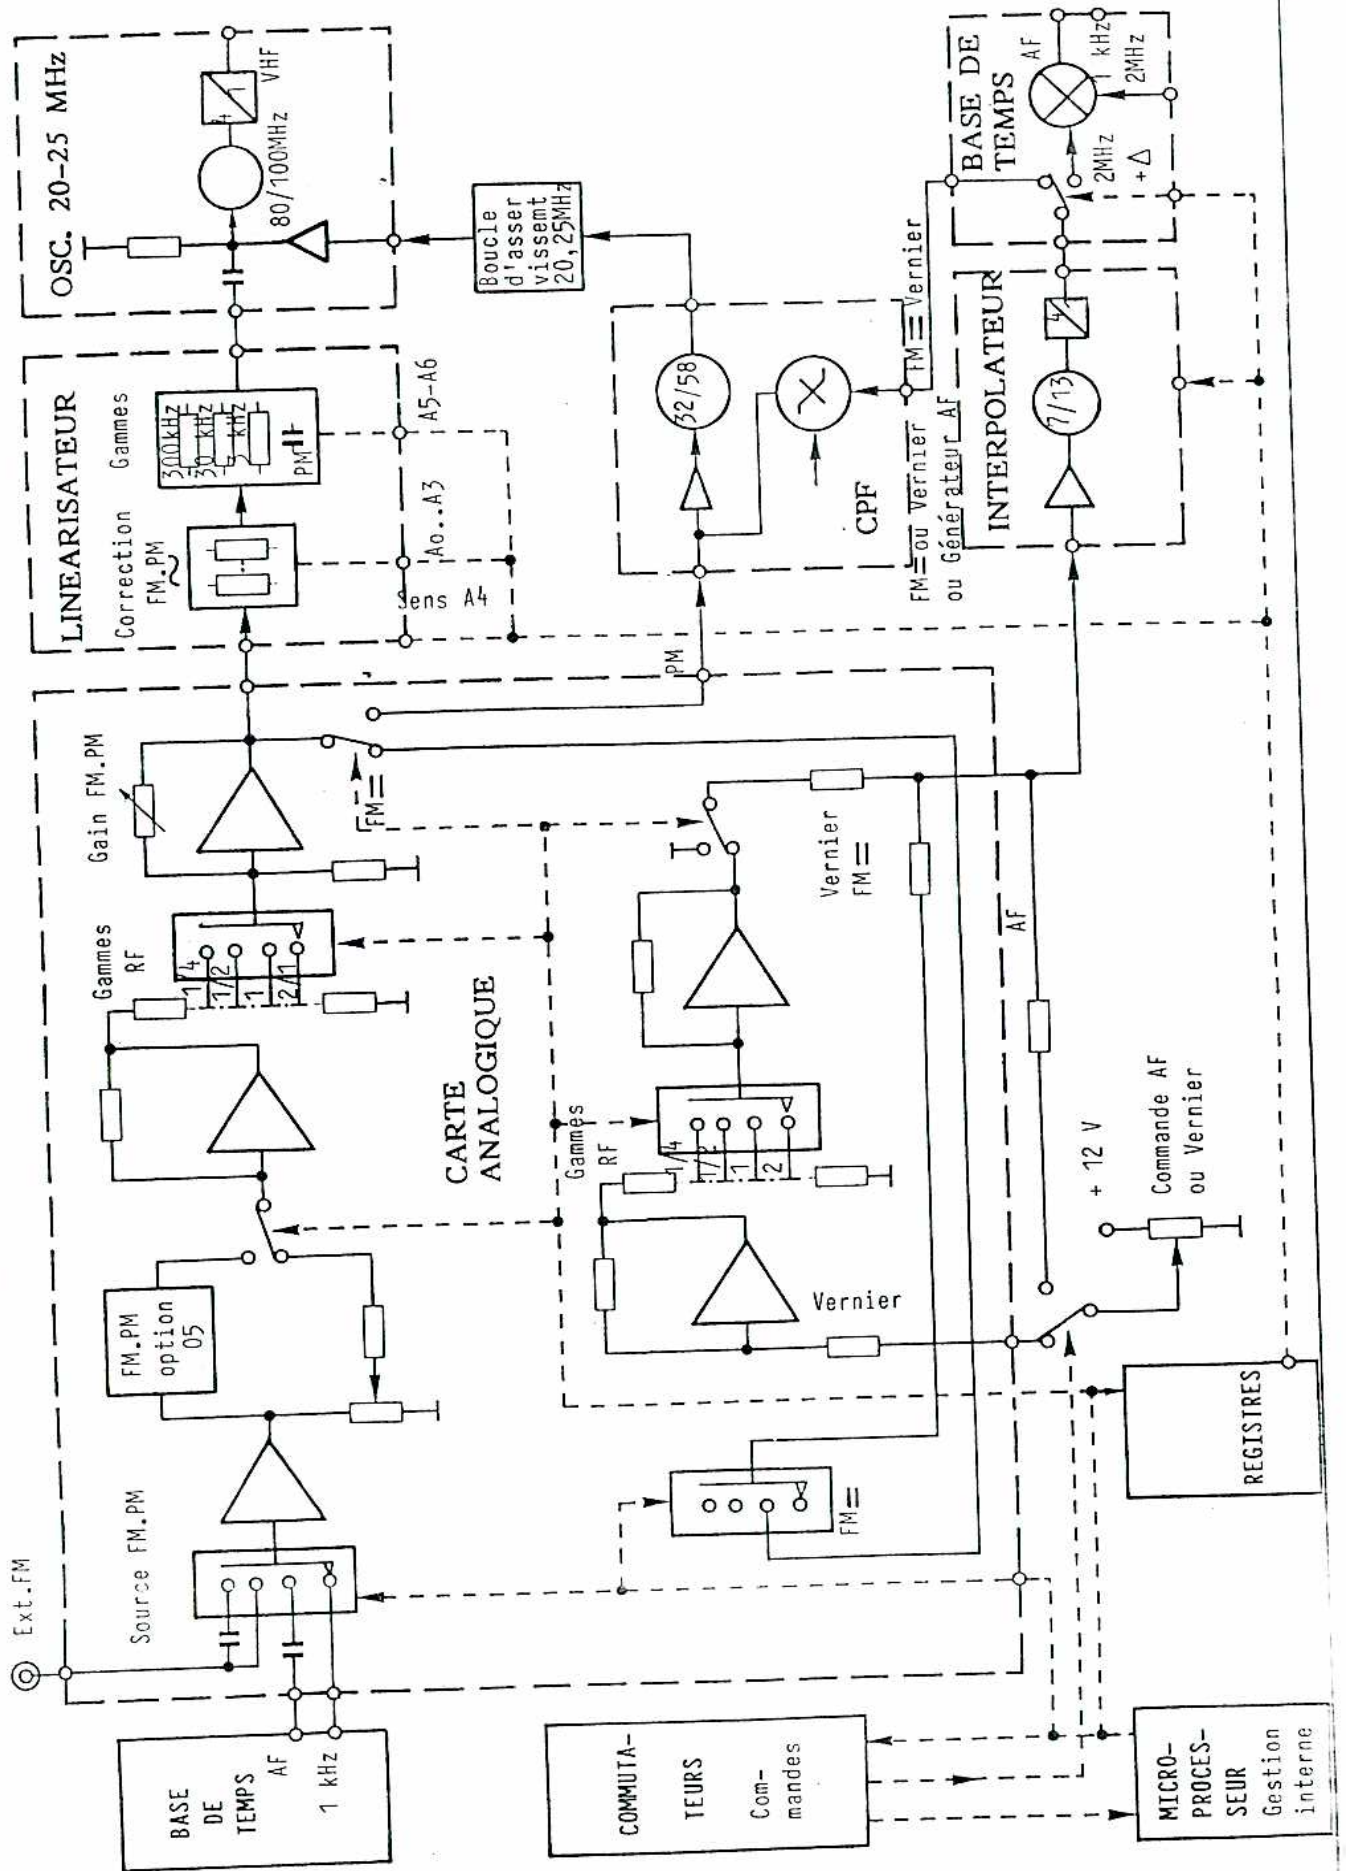 Ext.FM
Source FM.PM
BASE
DE
TEMPS
AF
1 kHz
FM.PM
option
05
Gammes
RF
1/4
1/2
1
2/1
Gain FM.PM
FM=
LINEARISATEUR
Correction
FM.PM
Gammes
300kHz
30 kHz
3 kHz
PM
Ao..A3
A5-A6
Sens A4
OSC. 20-25 MHz
80/100MHz
4
1
VHF
Boucle
d'asser
vissemt
20,25MHz
CARTE
ANALOGIQUE
PM
32/58
CPF
FM= Vernier
FM=ou Vernier
ou Générateur AF
Gammes
RF
1/4
1/2
1
2
Vernier
Vernier
FM=
FM=
AF
INTERPOLATEUR
7/13
4
BASE DE
TEMPS
AF
1 kHz
2MHz
2MHz
+Δ
+ 12 V
Commande AF
ou Vernier
COMMUTA-
TEURS
Com-
mandes
REGISTRES
MICRO-
PROCES-
SEUR
Gestion
interne